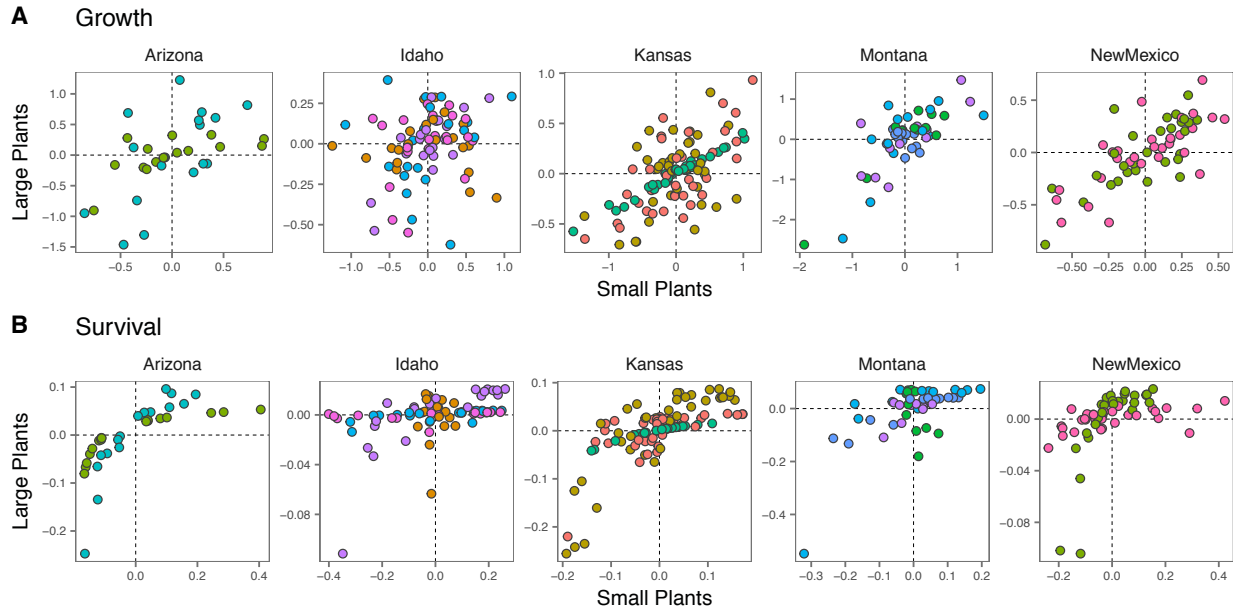 A Growth
Arizona Idaho Kansas Montana NewMexico
Large Plants
1.0
0.5
0.0
−0.5
−1.0
−1.5
−0.5 0.0 0.5
0.25
0.00
−0.25
−0.50
−1.0 −0.5 0.0 0.5 1.0
1.0
0.5
0.0
−0.5
−1 0 1
1
0
−1
−2
−2 −1 0 1
0.5
0.0
−0.5
−0.50 0.00 0.25 0.50
Small Plants
B Survival
Arizona Idaho Kansas Montana NewMexico
Large Plants
0.1
0.0
−0.1
−0.2
0.0 0.2 0.4
0.00
−0.04
−0.08
−0.4 −0.2 0.0 0.2
0.1
0.0
−0.1
−0.2
−0.2 −0.1 0.0 0.1
0.0
−0.2
−0.4
−0.3 −0.2 −0.1 0.0 0.1 0.2
0.00
−0.04
−0.08
−0.2 0.0 0.2 0.4
Small Plants